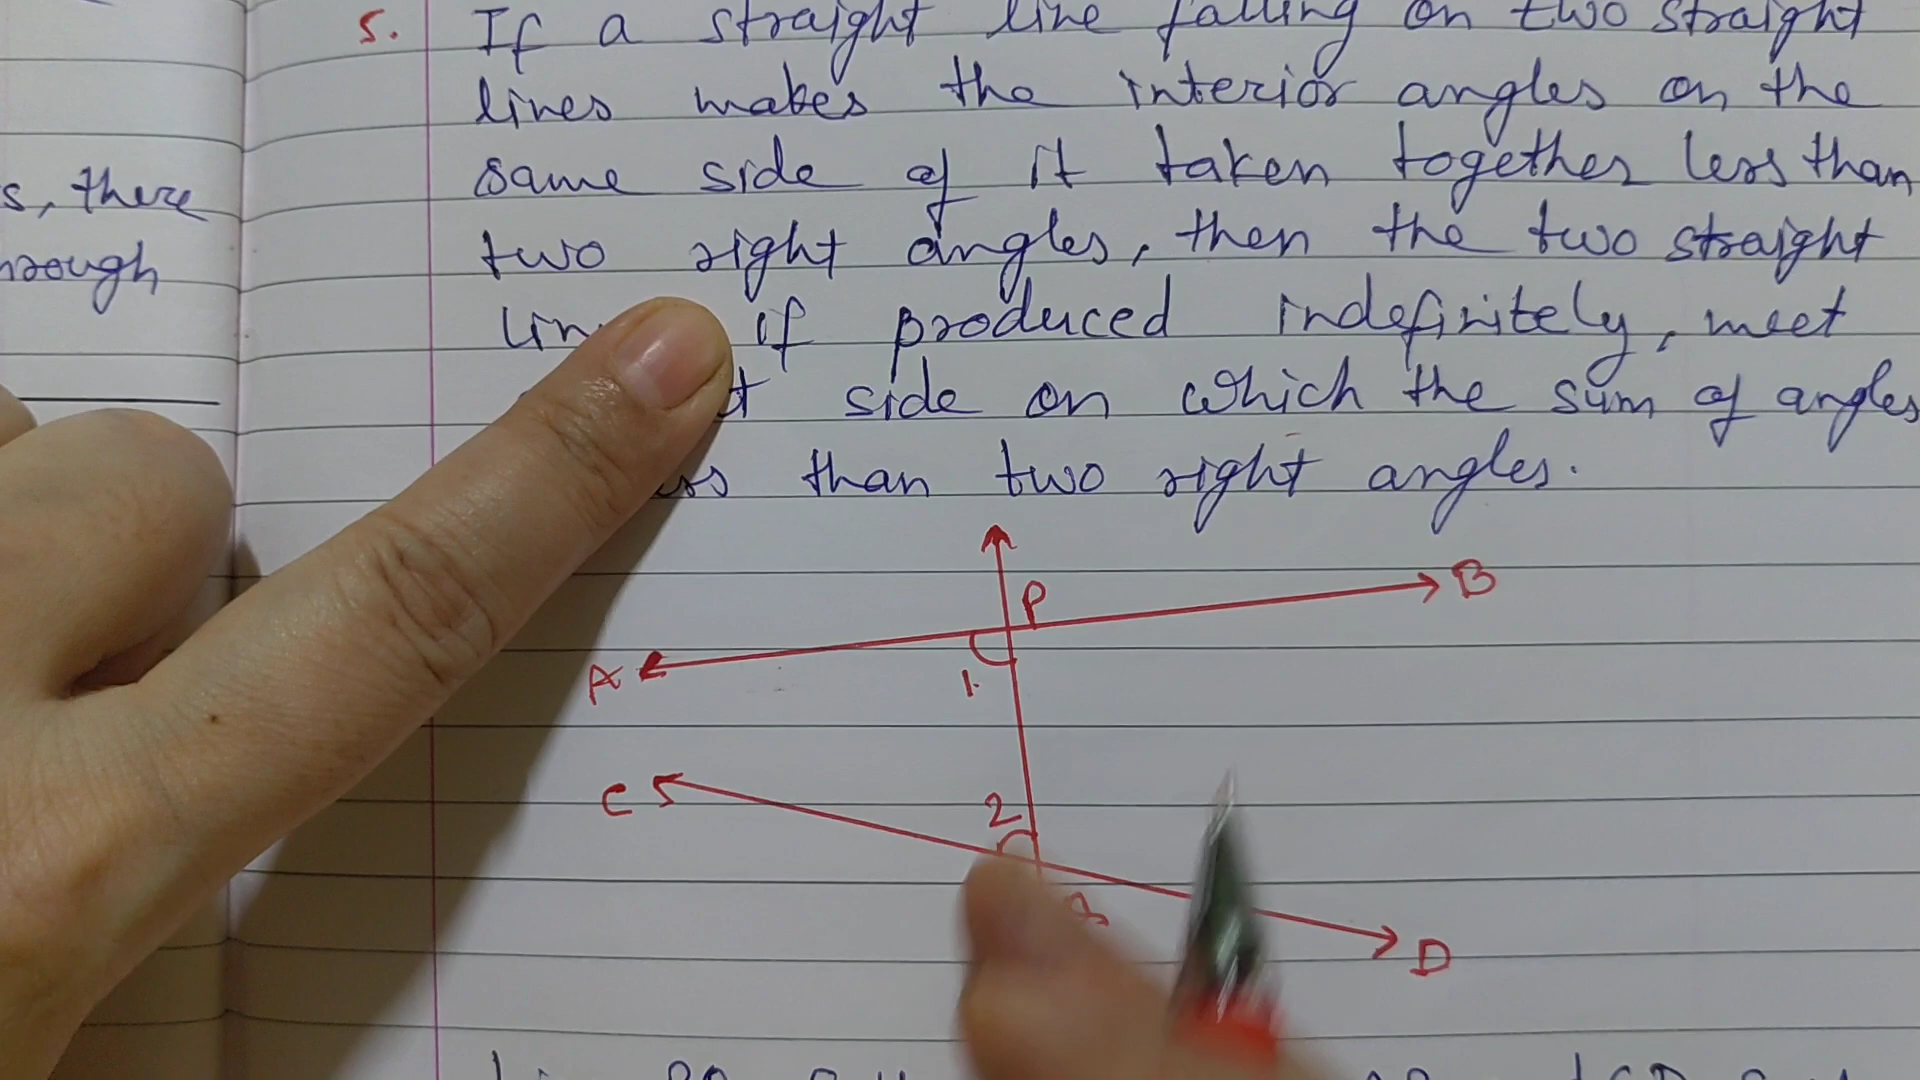 s, there
hrough
5. If a straight line falling on two straight
lines makes the interior angles on the
same side of it taken together less than
two right angles, then the two straight
if produced indefinitely, meet
side on which the sum of angles
than two right angles.
P
B
A
1.
C
2
D